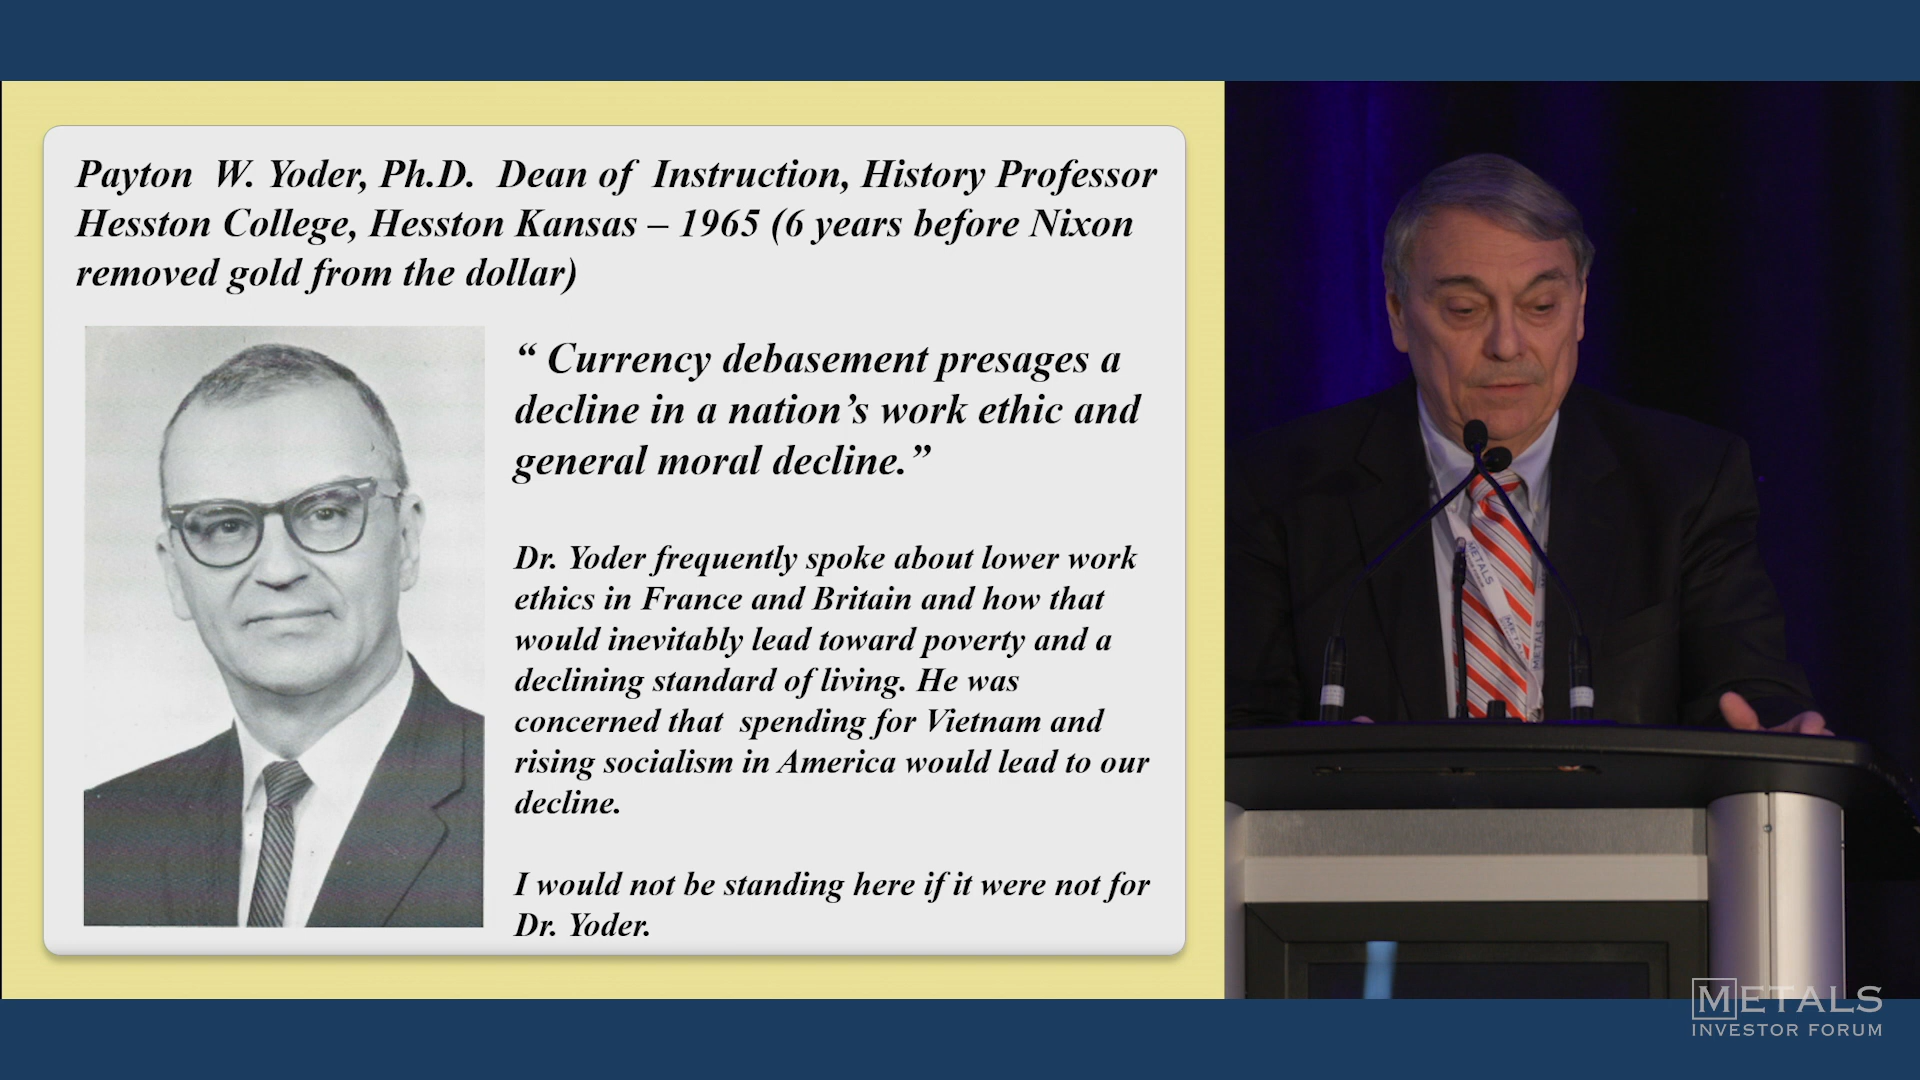 Payton W. Yoder, Ph.D. Dean of Instruction, History Professor
Hesston College, Hesston Kansas – 1965 (6 years before Nixon
removed gold from the dollar)
“ Currency debasement presages a
decline in a nation’s work ethic and
general moral decline.”
Dr. Yoder frequently spoke about lower work
ethics in France and Britain and how that
would inevitably lead toward poverty and a
declining standard of living. He was
concerned that spending for Vietnam and
rising socialism in America would lead to our
decline.
I would not be standing here if it were not for
Dr. Yoder.
METALS
METALS
METALS
INVESTOR FORUM